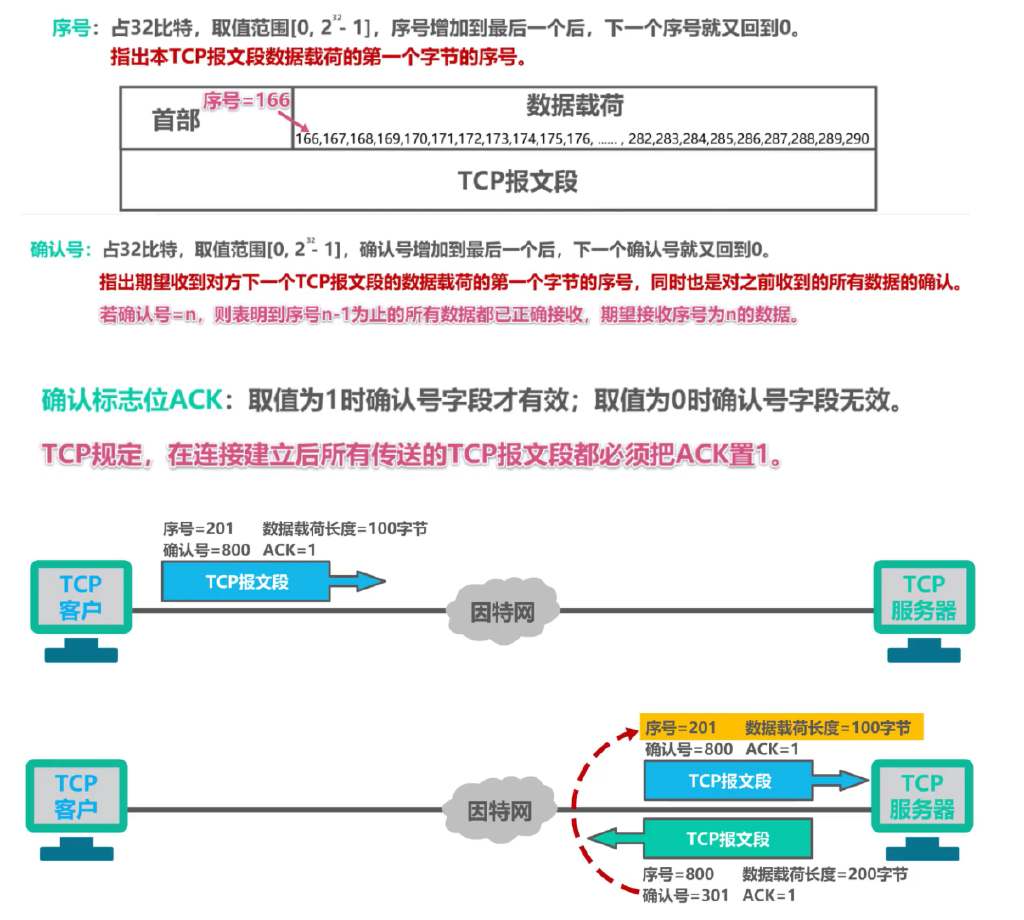 序号：占32比特，取值范围[0, 2³²- 1]，序号增加到最后一个后，下一个序号就又回到0。
指出本TCP报文段数据载荷的第一个字节的序号。
首部
序号=166
数据载荷
166,167,168,169,170,171,172,173,174,175,176, ...... , 282,283,284,285,286,287,288,289,290
TCP报文段
确认号：占32比特，取值范围[0, 2³²- 1]，确认号增加到最后一个后，下一个确认号就又回到0。
指出期望收到对方下一个TCP报文段的数据载荷的第一个字节的序号，同时也是对之前收到的所有数据的确认。
若确认号=n，则表明到序号n-1为止的所有数据都已正确接收，期望接收序号为n的数据。
确认标志位ACK：取值为1时确认号字段才有效；取值为0时确认号字段无效。
TCP规定，在连接建立后所有传送的TCP报文段都必须把ACK置1。
序号=201 数据载荷长度=100字节
确认号=800 ACK=1
TCP报文段
TCP
客户
因特网
TCP
服务器
序号=201 数据载荷长度=100字节
确认号=800 ACK=1
TCP报文段
TCP
客户
因特网
TCP
服务器
TCP报文段
序号=800 数据载荷长度=200字节
确认号=301 ACK=1